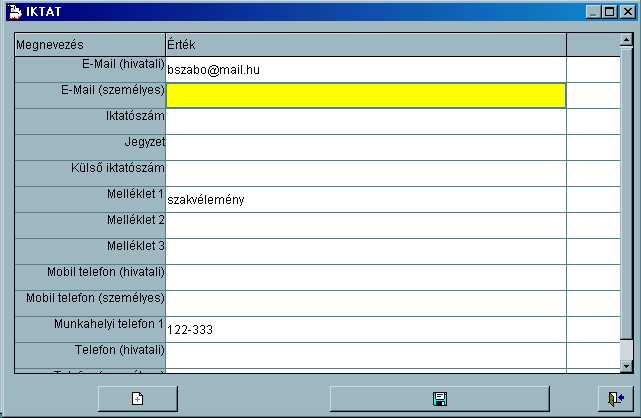 IKTAT
Megnevezés Érték
E-Mail (hivatali) bszabo@mail.hu
E-Mail (személyes)
Iktatószám
Jegyzet
Külső iktatószám
Melléklet 1 szakvélemény
Melléklet 2
Melléklet 3
Mobil telefon (hivatali)
Mobil telefon (személyes)
Munkahelyi telefon 1 122-333
Telefon (hivatali)